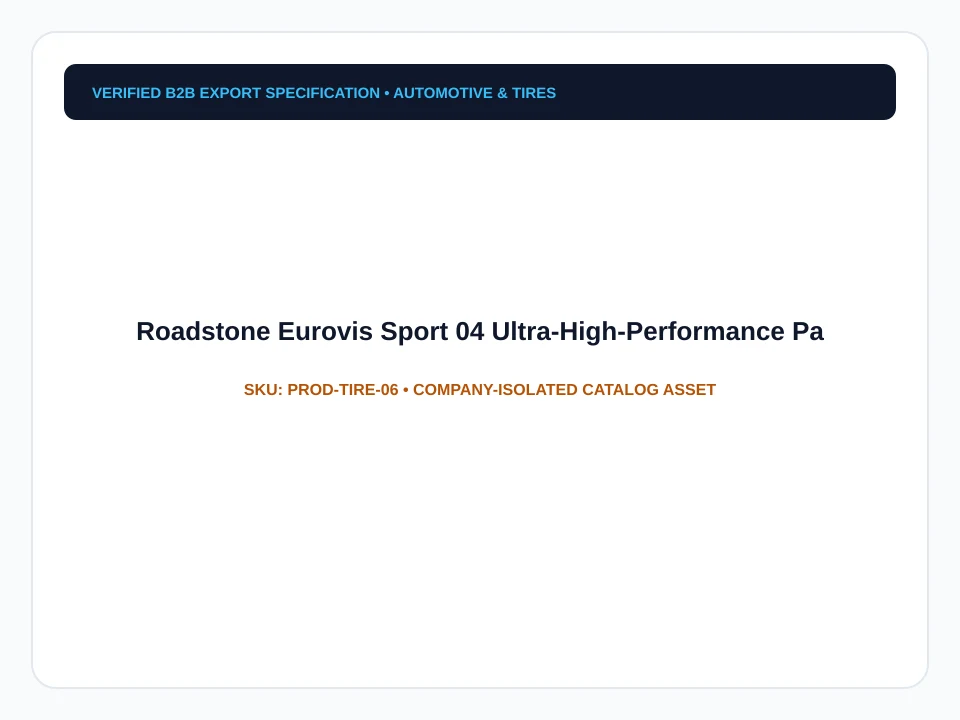 VERIFIED B2B EXPORT SPECIFICATION • AUTOMOTIVE & TIRES
Roadstone Eurovis Sport 04 Ultra-High-Performance Pa
SKU: PROD-TIRE-06 • COMPANY-ISOLATED CATALOG ASSET